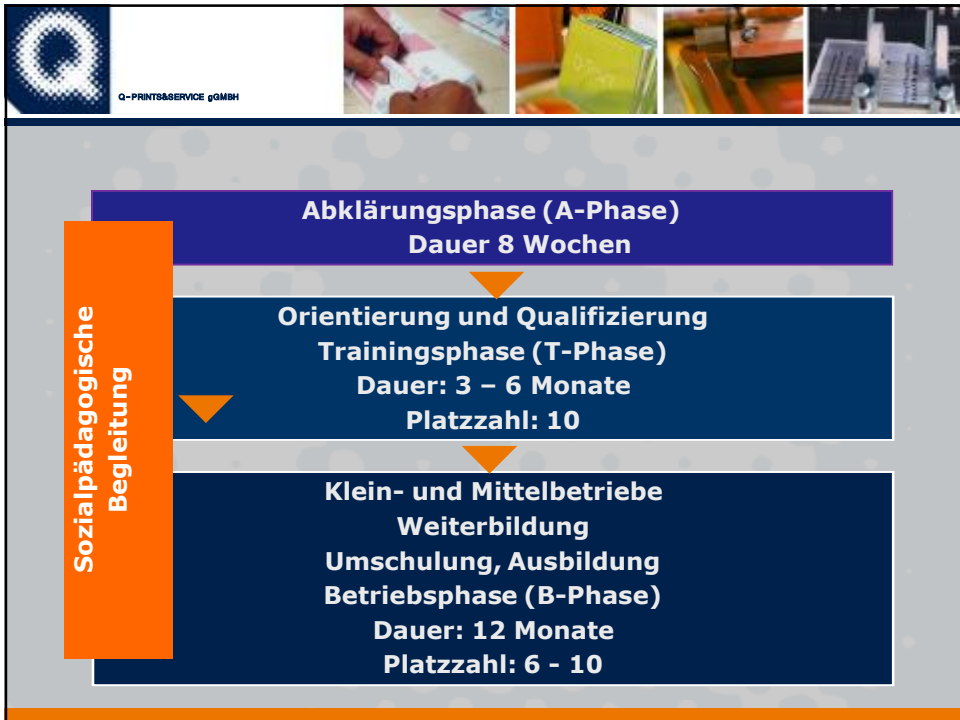 Q-PRINTS&SERVICE gGMBH
Abklärungsphase (A-Phase)
Dauer 8 Wochen
Sozialpädagogische
Begleitung
Orientierung und Qualifizierung
Trainingsphase (T-Phase)
Dauer: 3 – 6 Monate
Platzzahl: 10
Klein- und Mittelbetriebe
Weiterbildung
Umschulung, Ausbildung
Betriebsphase (B-Phase)
Dauer: 12 Monate
Platzzahl: 6 - 10